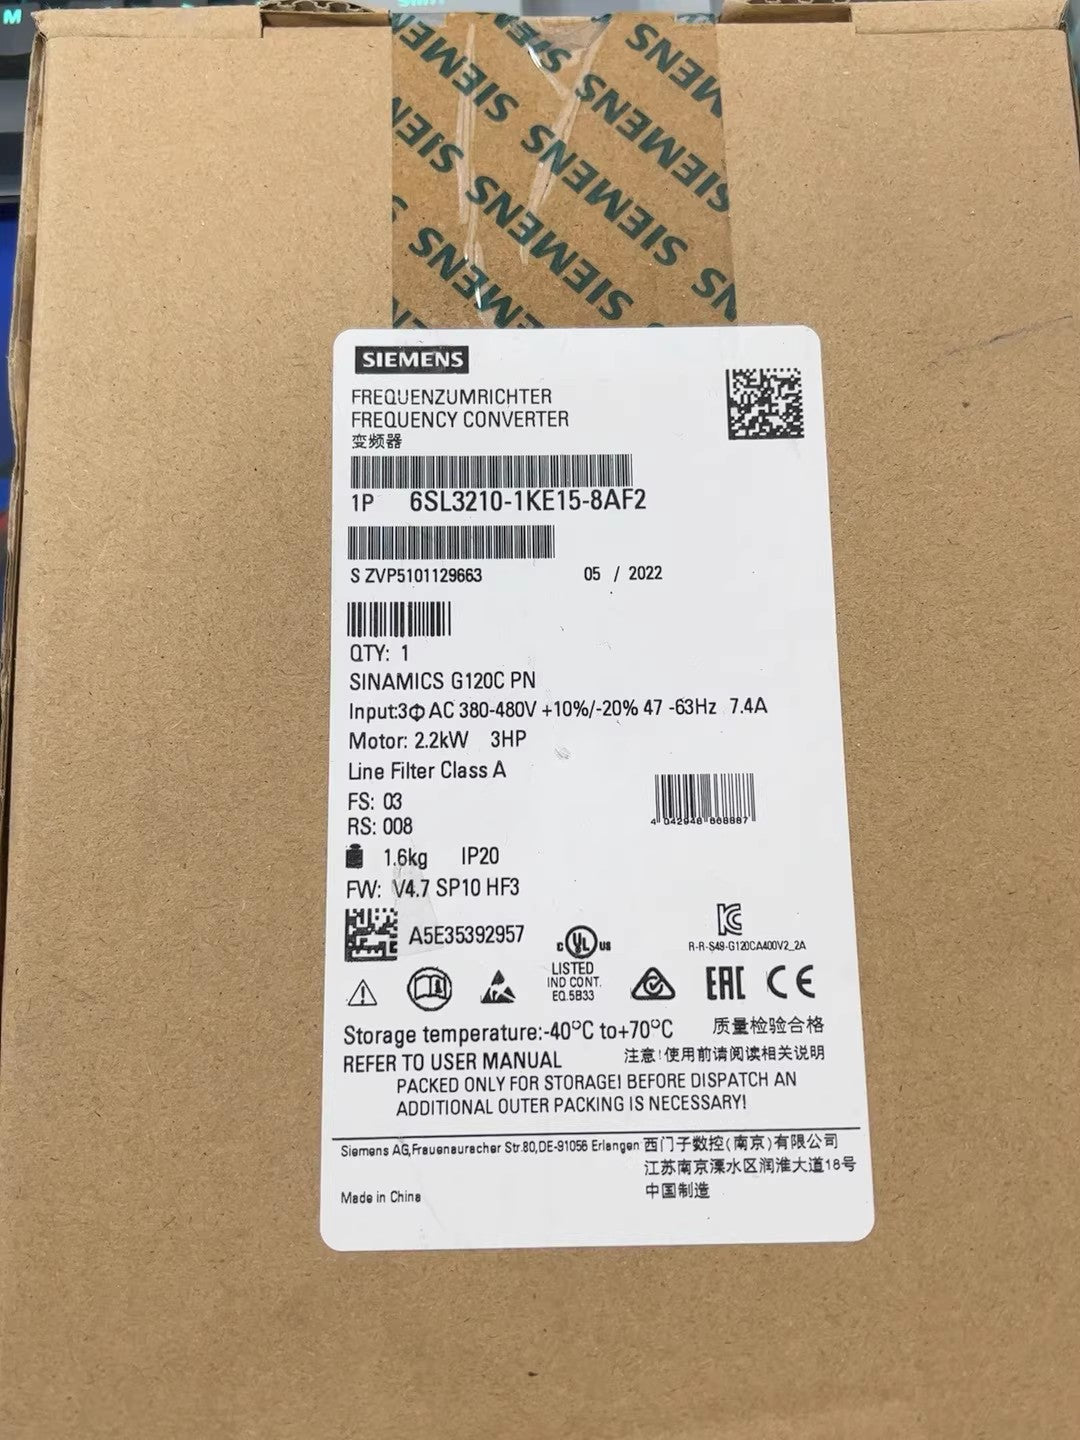 SIEMENS
FREQUENZUMRICHTER
FREQUENCY CONVERTER
变频器
1P 6SL3210-1KE15-8AF2
S ZVP5101129663 05 / 2022
QTY: 1
SINAMICS G120C PN
Input:3Φ AC 380-480V +10%/-20% 47 -63Hz 7.4A
Motor: 2.2kW 3HP
Line Filter Class A
FS: 03
RS: 008
4 042948 668887
1.6kg IP20
FW: V4.7 SP10 HF3
A5E35392957
C UL US
LISTED
IND CONT.
EQ.5B33
R-R-S49-G120CA400V2_2A
EAC CE
Storage temperature:-40°C to+70°C 质量检验合格
REFER TO USER MANUAL 注意!使用前请阅读相关说明
PACKED ONLY FOR STORAGE! BEFORE DISPATCH AN
ADDITIONAL OUTER PACKING IS NECESSARY!
Siemens AG,Frauenauracher Str.80,DE-91056 Erlangen 西门子数控(南京)有限公司
江苏南京溧水区润淮大道18号
Made in China 中国制造